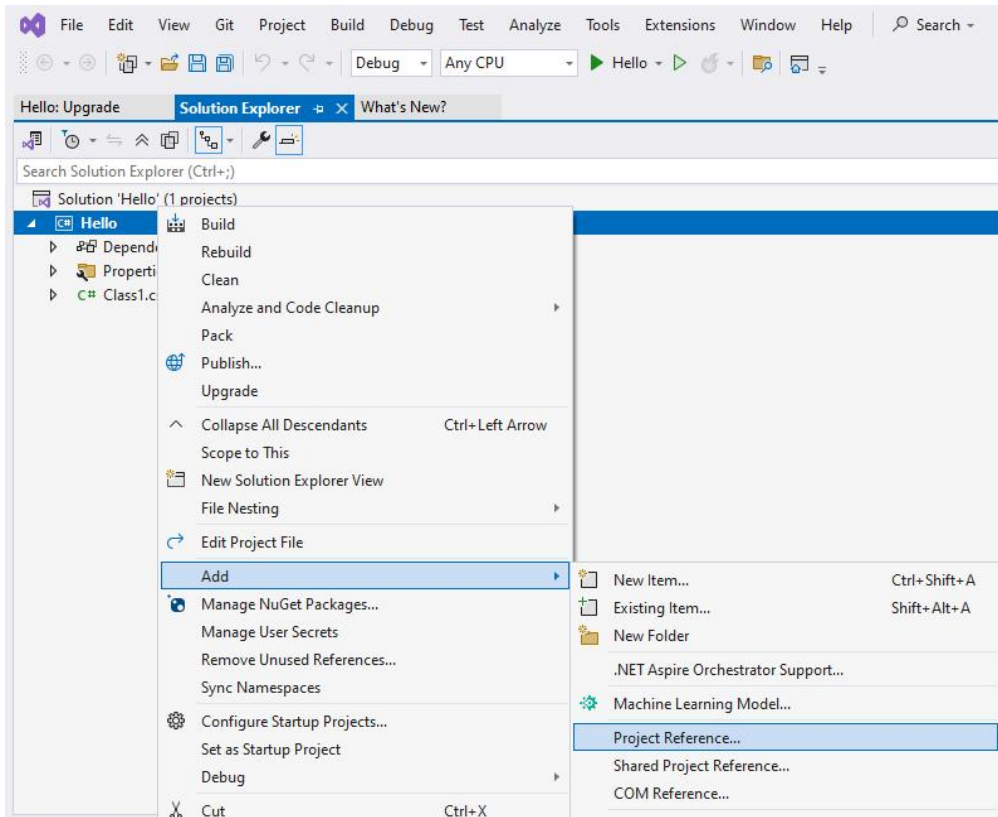 File Edit View Git Project Build Debug Test Analyze Tools Extensions Window Help Search
Debug Any CPU Hello
Hello: Upgrade Solution Explorer What's New?
Search Solution Explorer (Ctrl+;)
Solution 'Hello' (1 projects)
C# Hello
Build
Depende
Rebuild
Properti
Clean
C# Class1.c
Analyze and Code Cleanup
Pack
Publish...
Upgrade
Collapse All Descendants Ctrl+Left Arrow
Scope to This
New Solution Explorer View
File Nesting
Edit Project File
Add
New Item... Ctrl+Shift+A
Manage NuGet Packages...
Existing Item... Shift+Alt+A
Manage User Secrets
New Folder
Remove Unused References...
.NET Aspire Orchestrator Support...
Sync Namespaces
Machine Learning Model...
Configure Startup Projects...
Project Reference...
Set as Startup Project
Shared Project Reference...
Debug
COM Reference...
Cut Ctrl+X